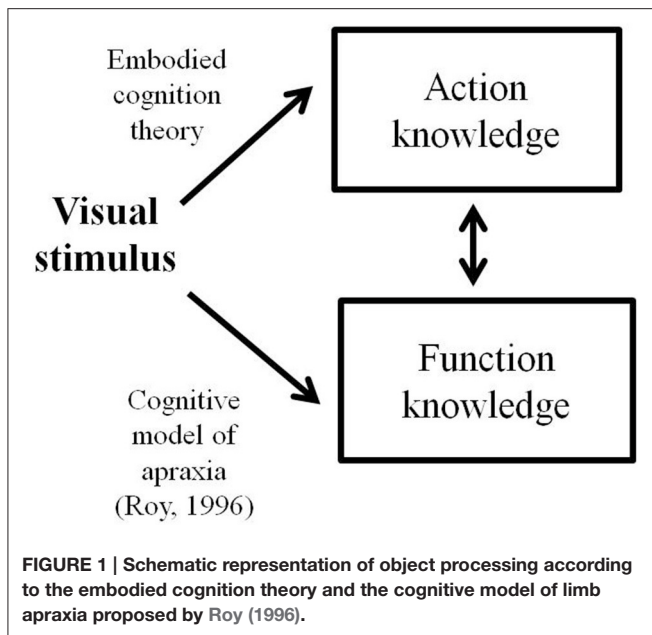 Embodied
cognition
theory
Action
knowledge
Visual
stimulus
Function
knowledge
Cognitive
model of
apraxia
(Roy, 1996)
FIGURE 1 | Schematic representation of object processing according
to the embodied cognition theory and the cognitive model of limb
apraxia proposed by Roy (1996).